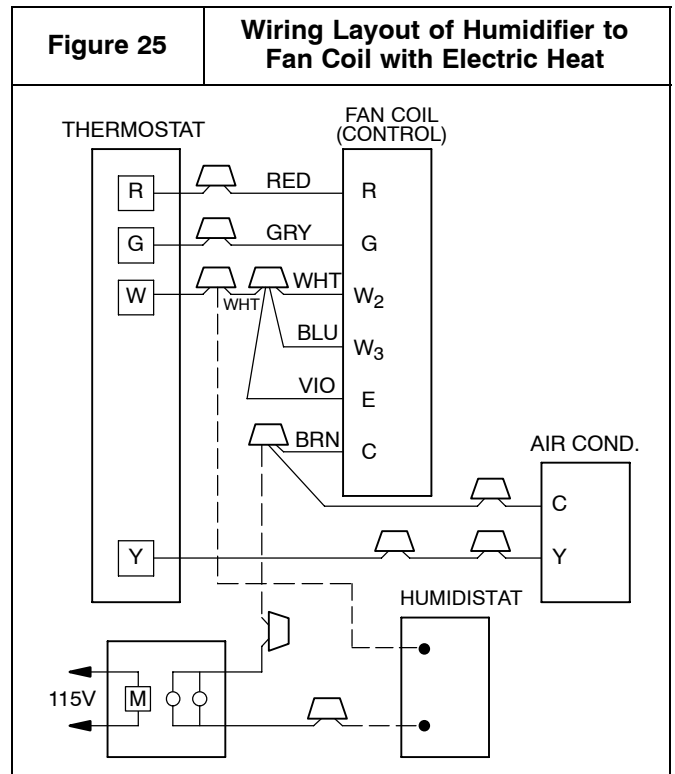 Figure 25
Wiring Layout of Humidifier to
Fan Coil with Electric Heat
THERMOSTAT
FAN COIL
(CONTROL)
R
RED
R
G
GRY
G
W
WHT
WHT
W2
BLU
W3
VIO
E
BRN
C
AIR COND.
C
Y
Y
HUMIDISTAT
115V
M